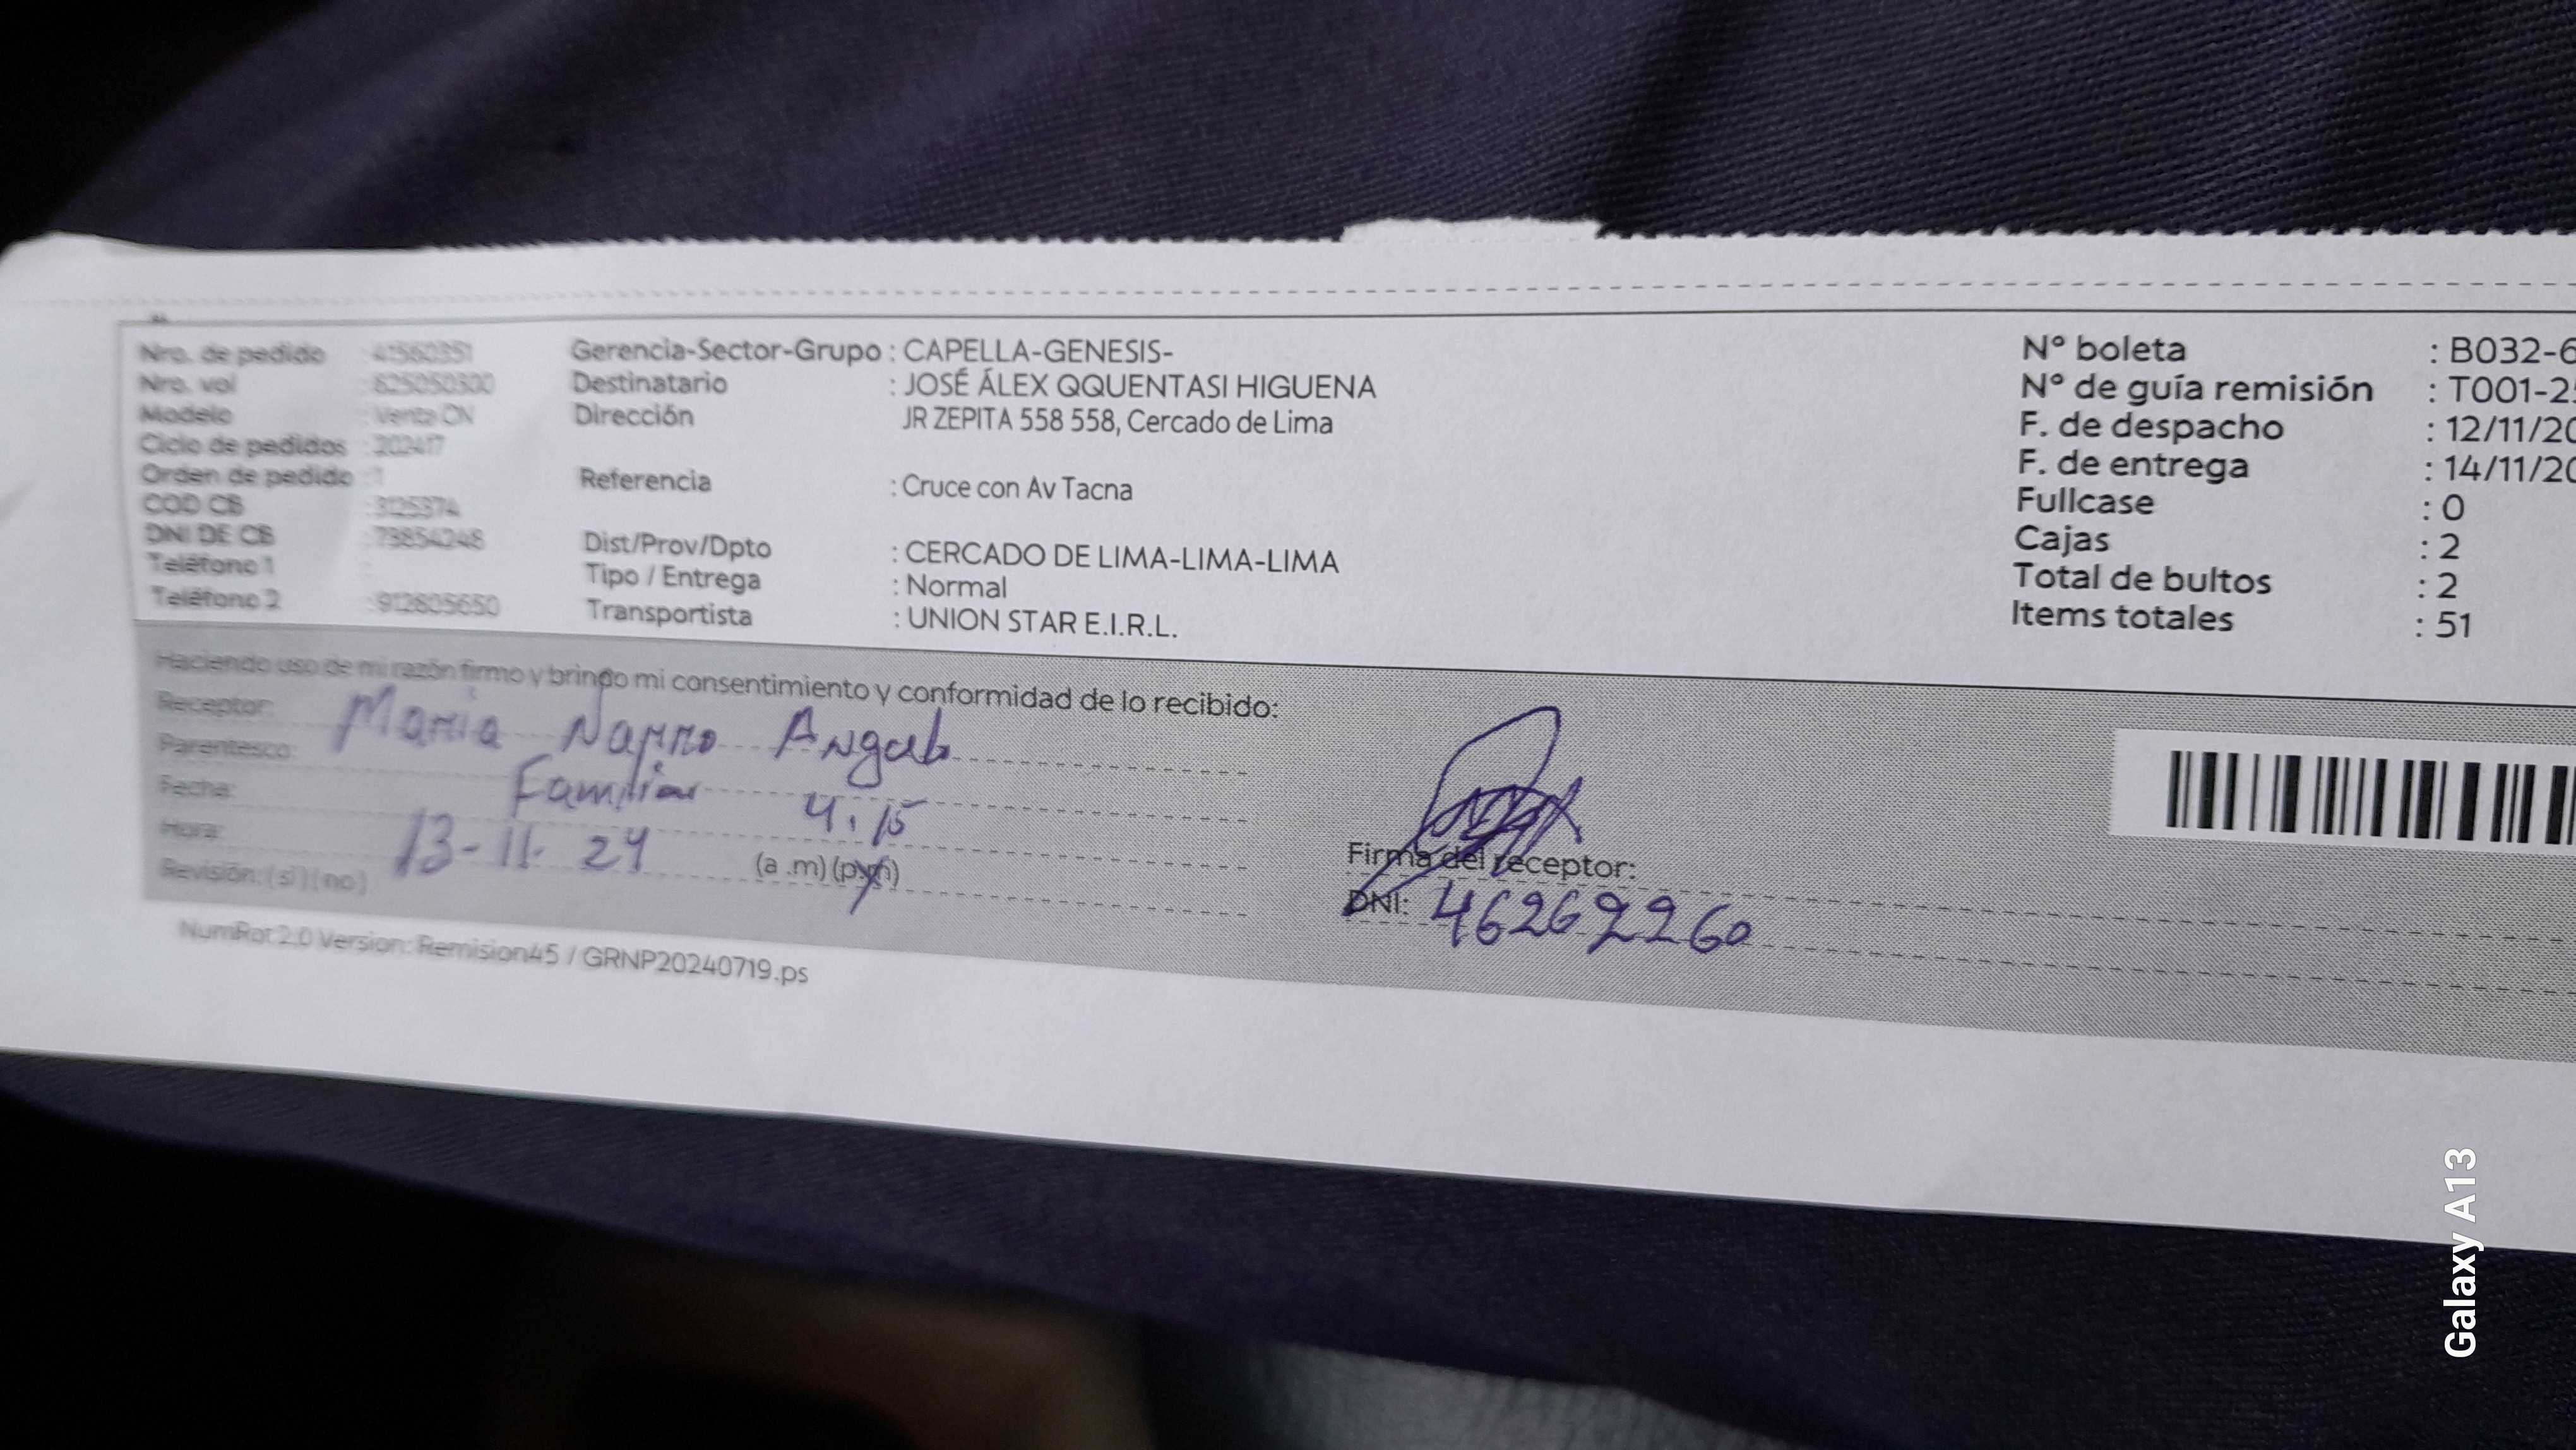 Nro. de pedido : 41560351
Nro. vol : 625050300
Modelo : Venta CN
Ciclo de pedidos : 202417
Orden de pedido : 1
COD CB : 3125374
DNI DE CB : 73854248
Teléfono 1 :
Teléfono 2 : 912805650
Gerencia-Sector-Grupo : CAPELLA-GENESIS-
Destinatario : JOSÉ ÁLEX QQUENTASI HIGUENA
Dirección JR ZEPITA 558 558, Cercado de Lima
Referencia : Cruce con Av Tacna
Dist/Prov/Dpto : CERCADO DE LIMA-LIMA-LIMA
Tipo / Entrega : Normal
Transportista : UNION STAR E.I.R.L.
N° boleta : B032-6
N° de guía remisión : T001-2
F. de despacho : 12/11/20
F. de entrega : 14/11/20
Fullcase : 0
Cajas : 2
Total de bultos : 2
Items totales : 51
Haciendo uso de mi razón firmo y brindo mi consentimiento y conformidad de lo recibido:
Receptor: Maria Narro
Parentesco: Familiar
Fecha: 4.15
Hora: 13-11-24 (a .m) (p.m)
Revisión: (si) (no)
Firma del receptor:
DNI: 46262260
NumRot 2.0 Version: Remision45 / GRNP20240719.ps
Galaxy A13